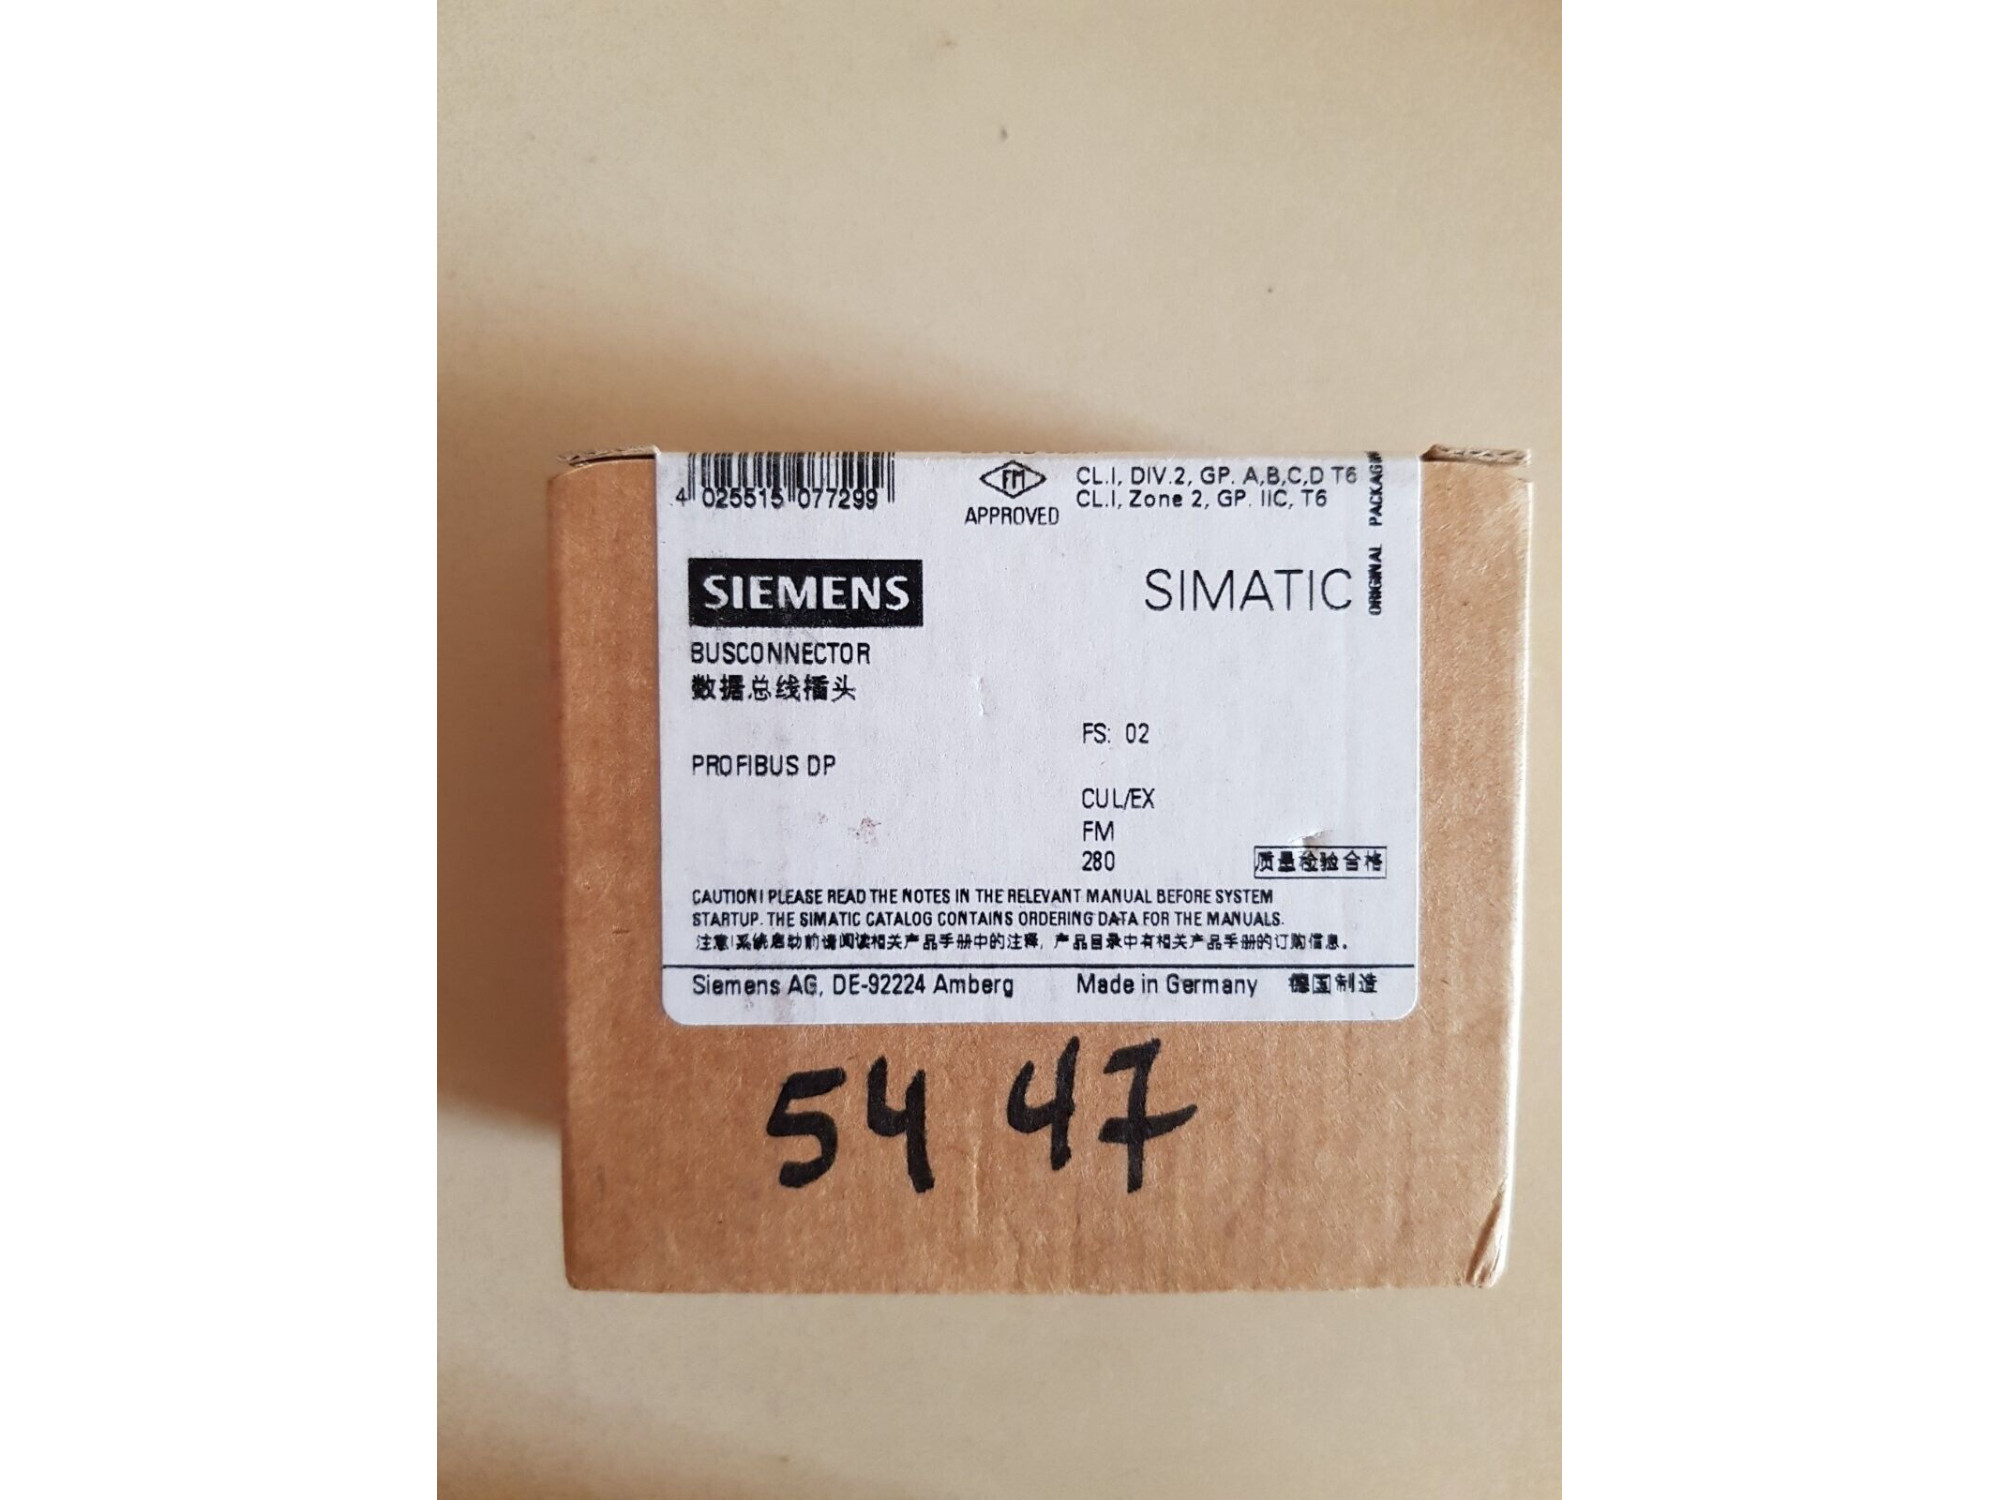 4 025515 077299
FM
APPROVED
CL.I, DIV.2, GP. A,B,C,D T6
CL.I, Zone 2, GP. IIC, T6
ORIGINAL PACKAGIN
SIEMENS
SIMATIC
BUSCONNECTOR
数据总线插头
FS: 02
PROFIBUS DP
CUL/EX
FM
280
质量检验合格
CAUTION! PLEASE READ THE NOTES IN THE RELEVANT MANUAL BEFORE SYSTEM
STARTUP. THE SIMATIC CATALOG CONTAINS ORDERING DATA FOR THE MANUALS.
注意!系统启动前请阅读相关产品手册中的注释, 产品目录中有相关产品手册的订购信息。
Siemens AG, DE-92224 Amberg
Made in Germany 德国制造
54 47